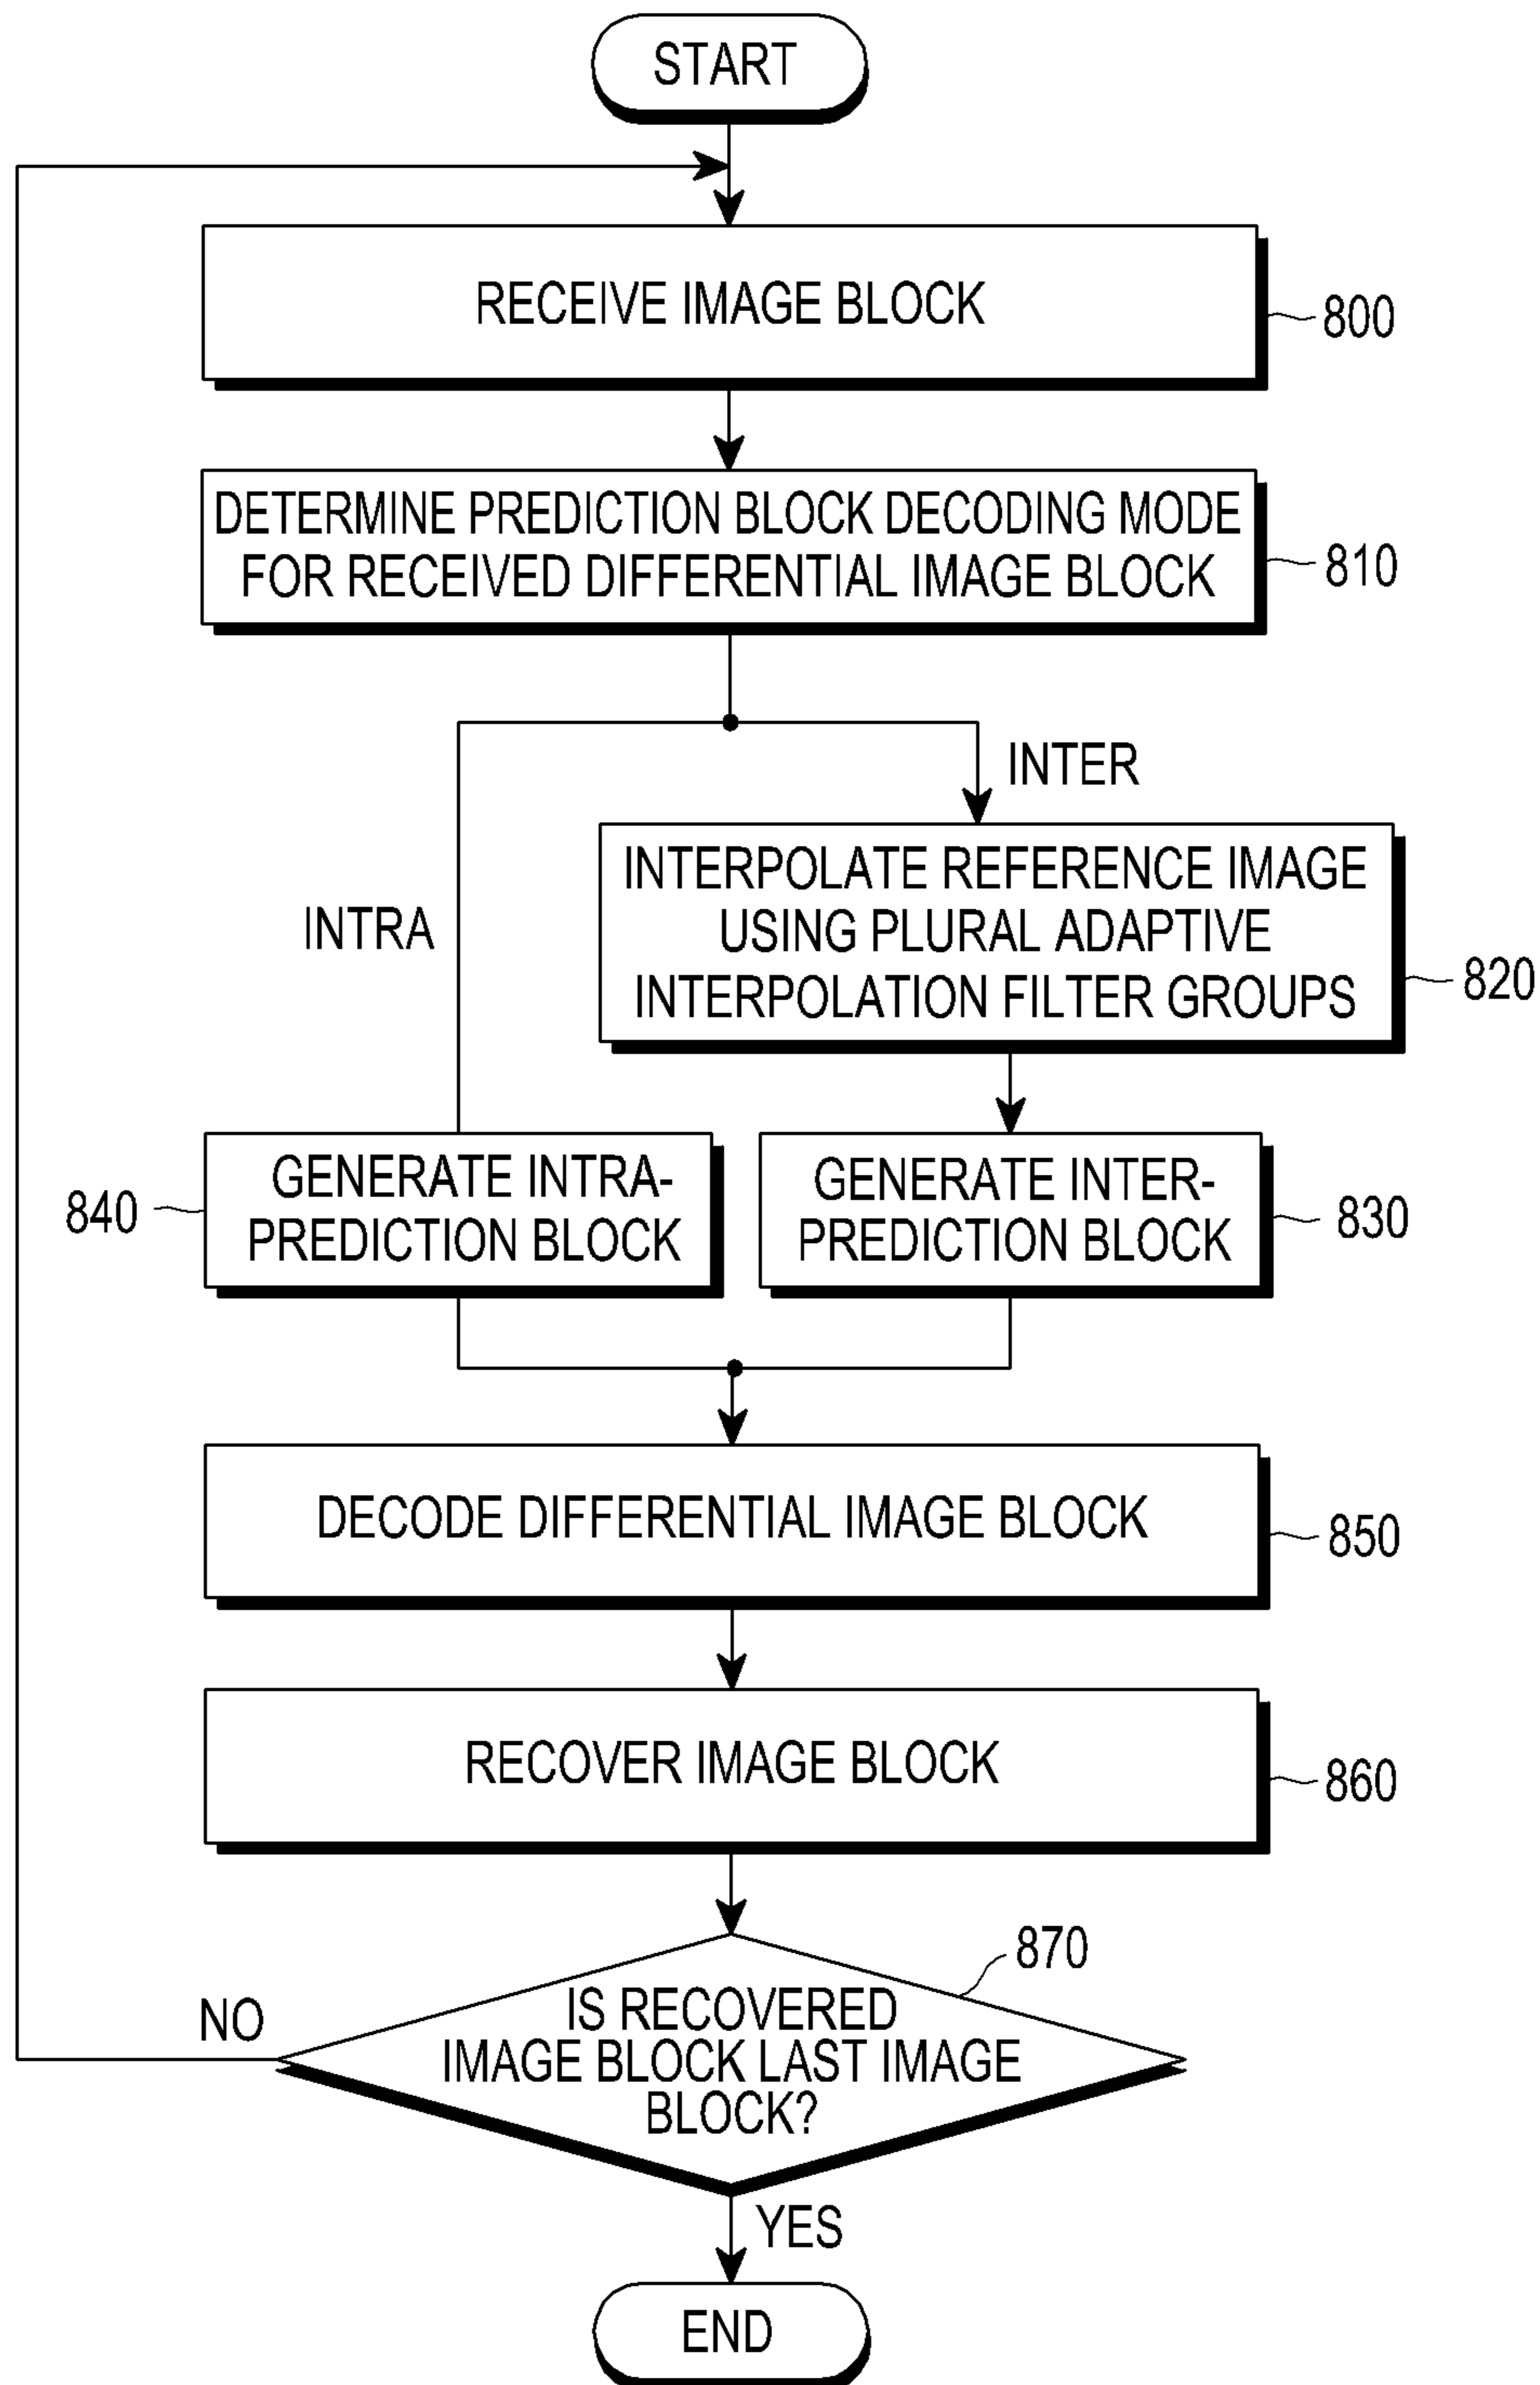 START
RECEIVE IMAGE BLOCK
800
DETERMINE PREDICTION BLOCK DECODING MODE
FOR RECEIVED DIFFERENTIAL IMAGE BLOCK
810
INTER
INTRA
INTERPOLATE REFERENCE IMAGE
USING PLURAL ADAPTIVE
INTERPOLATION FILTER GROUPS
820
840
GENERATE INTRA-
PREDICTION BLOCK
GENERATE INTER-
PREDICTION BLOCK
830
DECODE DIFFERENTIAL IMAGE BLOCK
850
RECOVER IMAGE BLOCK
860
870
NO
IS RECOVERED
IMAGE BLOCK LAST IMAGE
BLOCK?
YES
END